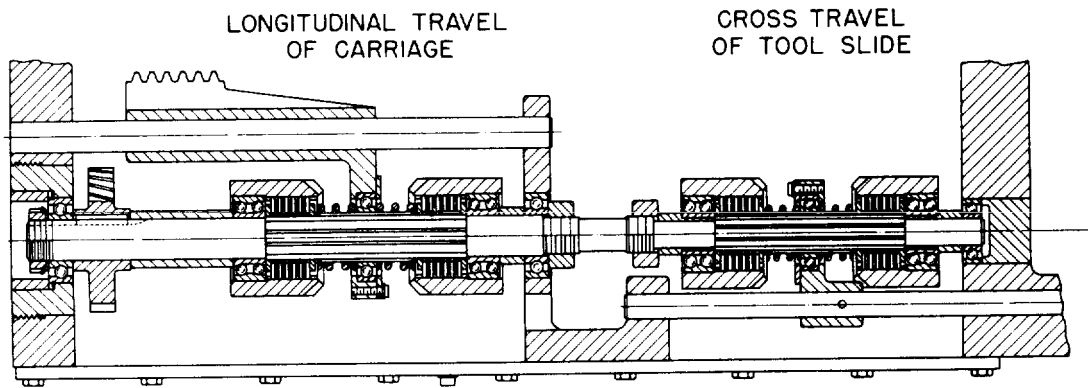 LONGITUDINAL TRAVEL
OF CARRIAGE
CROSS TRAVEL
OF TOOL SLIDE